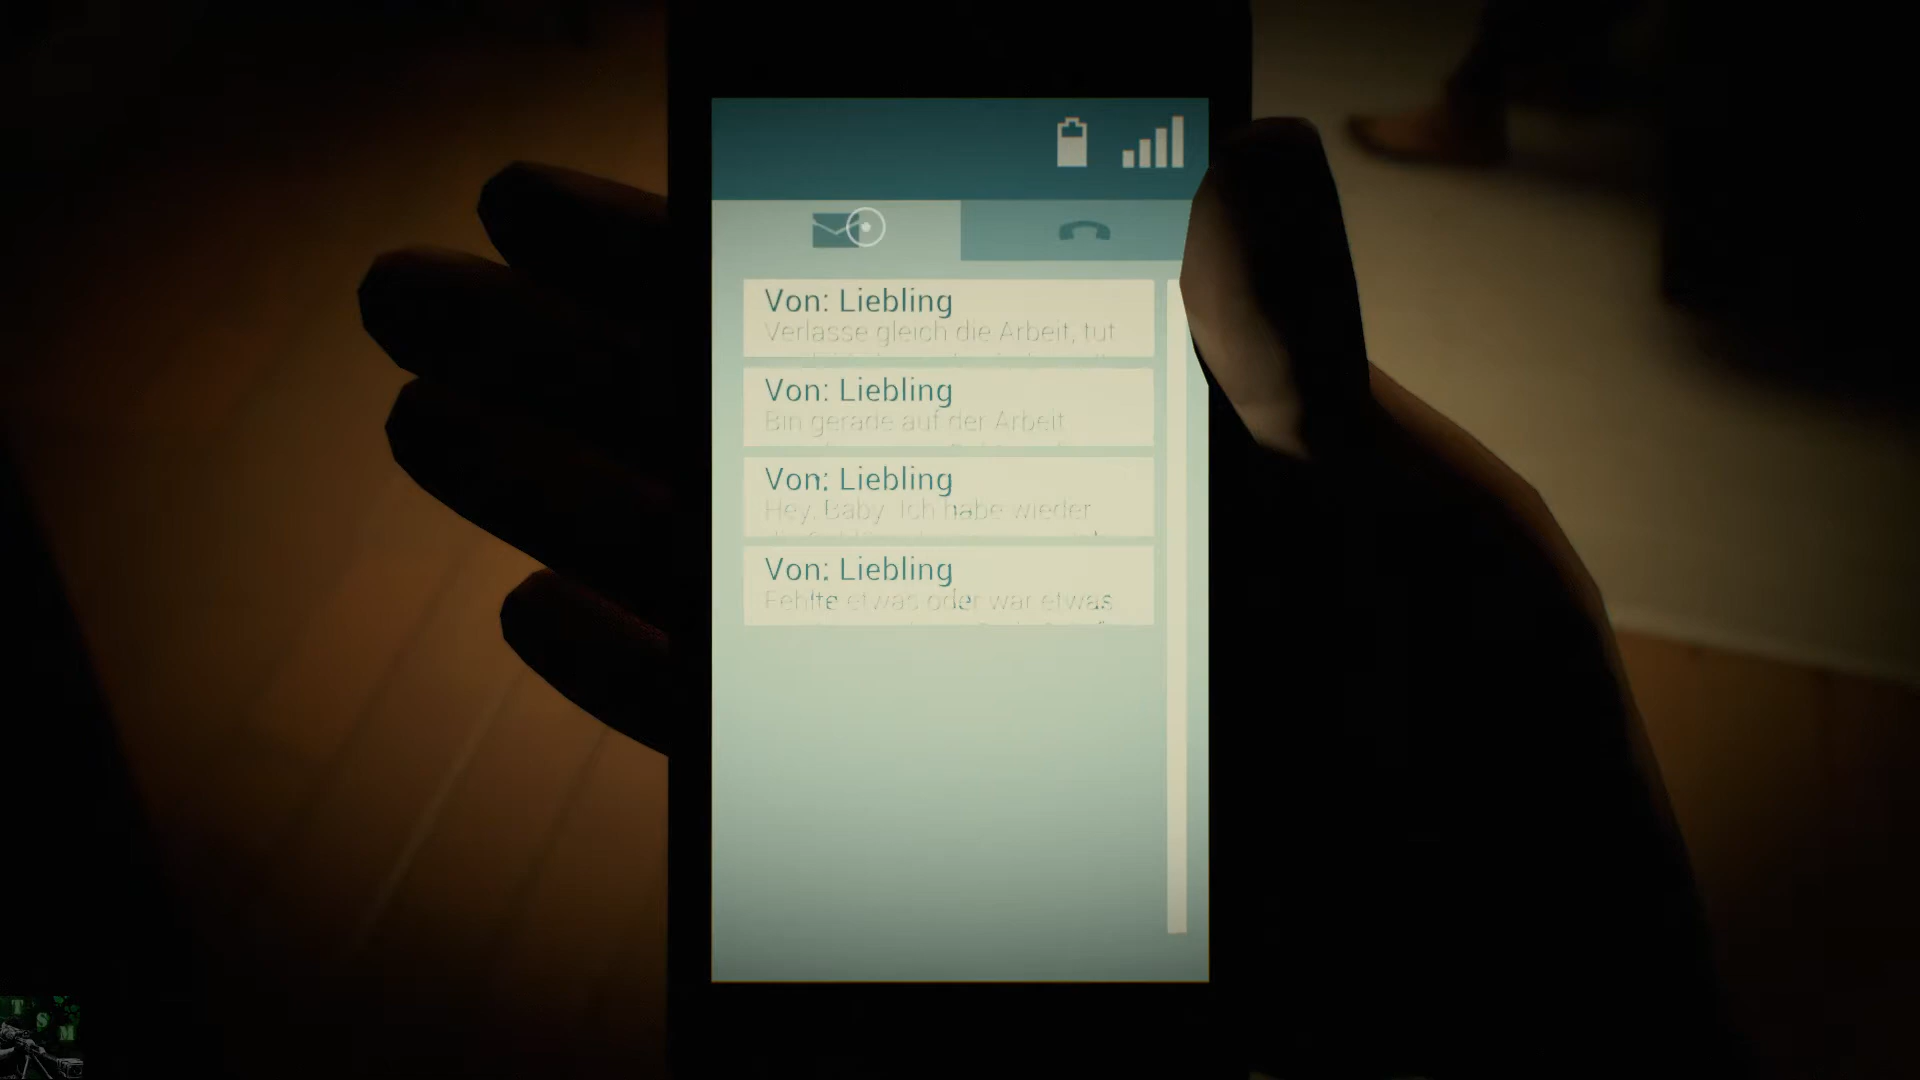 Von: Liebling
Verlasse gleich die Arbeit, tut
Von: Liebling
Bin gerade auf der Arbeit
Von: Liebling
Hey, Baby. Ich habe wieder
Von: Liebling
Fehlte etwas oder war etwas
T
S
M